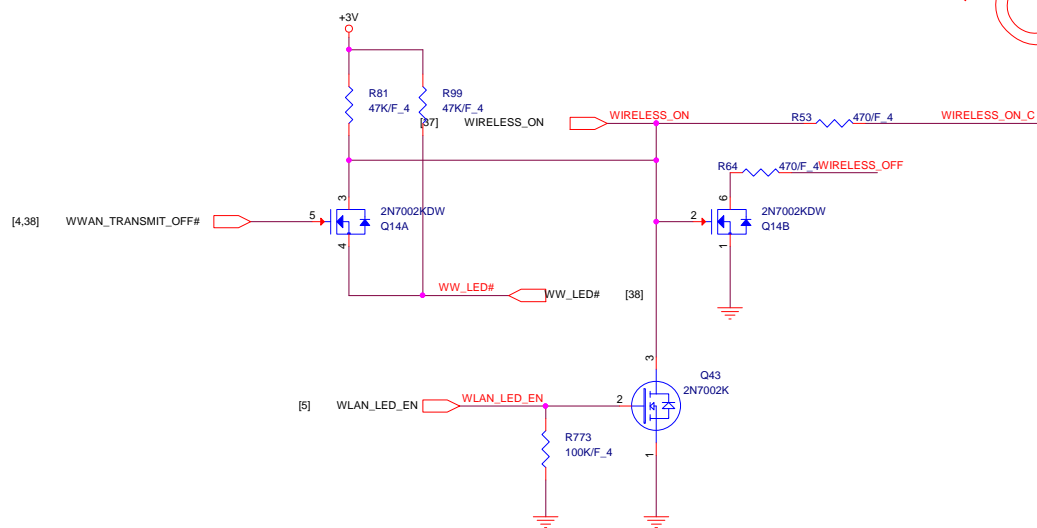 +3V
R81
47K/F_4
R99
47K/F_4
[37] WIRELESS_ON
WIRELESS_ON
R53 470/F_4
WIRELESS_ON_C
R64 470/F_4
WIRELESS_OFF
[4,38] WWAN_TRANSMIT_OFF#
5
3
4
2N7002KDW
Q14A
2
6
1
2N7002KDW
Q14B
WW_LED#
WW_LED# [38]
3
Q43
2N7002K
[5] WLAN_LED_EN
WLAN_LED_EN
2
1
R773
100K/F_4